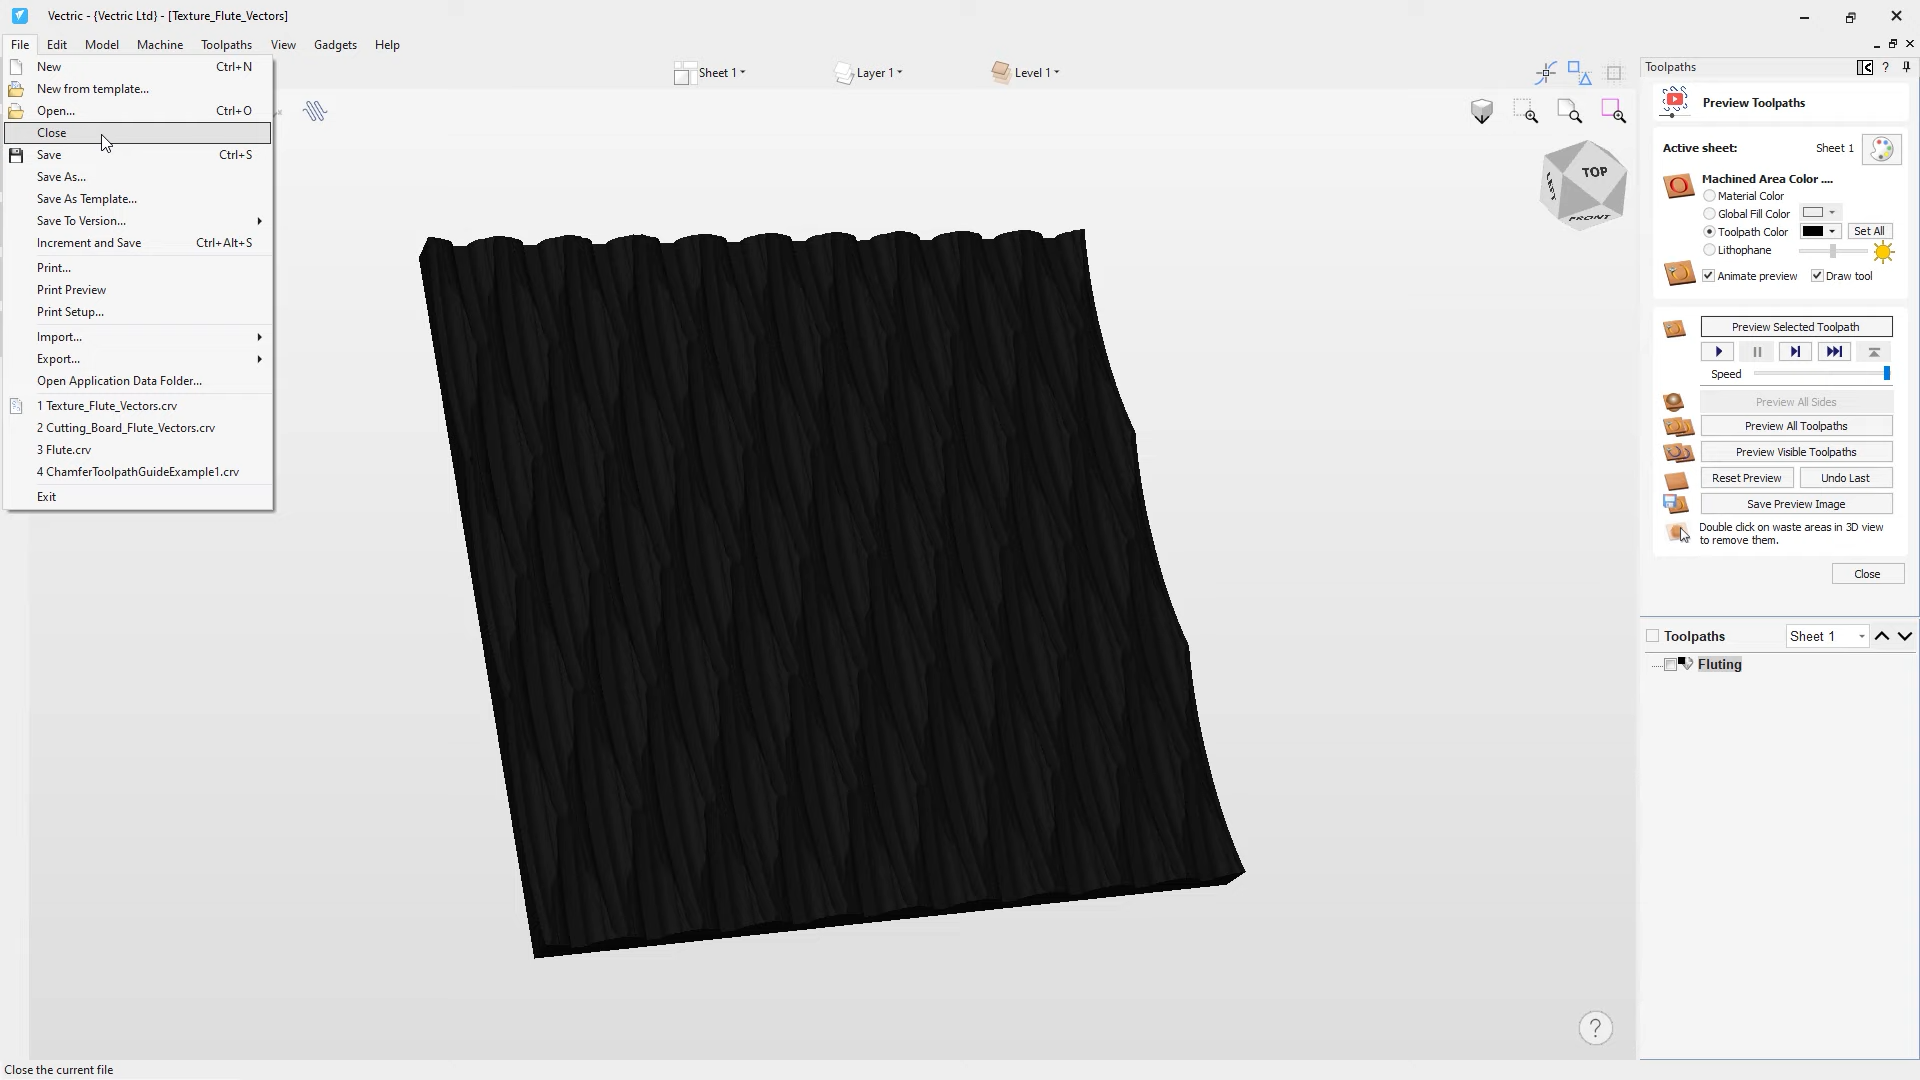 Vectric - {Vectric Ltd} - [Texture_Flute_Vectors]
File Edit Model Machine Toolpaths View Gadgets Help
New Ctrl+N
New from template...
Open... Ctrl+O
Close
Save Ctrl+S
Save As...
Save As Template...
Save To Version...
Increment and Save Ctrl+Alt+S
Print...
Print Preview
Print Setup...
Import...
Export...
Open Application Data Folder...
1 Texture_Flute_Vectors.crv
2 Cutting_Board_Flute_Vectors.crv
3 Flute.crv
4 ChamferToolpathGuideExample1.crv
Exit
Sheet 1 Layer 1 Level 1
TOP
LEFT
FRONT
?
Toolpaths ?
Preview Toolpaths
Active sheet: Sheet 1
Machined Area Color ....
Material Color
Global Fill Color
Toolpath Color Set All
Lithophane
Animate preview Draw tool
Preview Selected Toolpath
Speed
Preview All Sides
Preview All Toolpaths
Preview Visible Toolpaths
Reset Preview Undo Last
Save Preview Image
Double click on waste areas in 3D view
to remove them.
Close
Toolpaths Sheet 1
Fluting
Close the current file